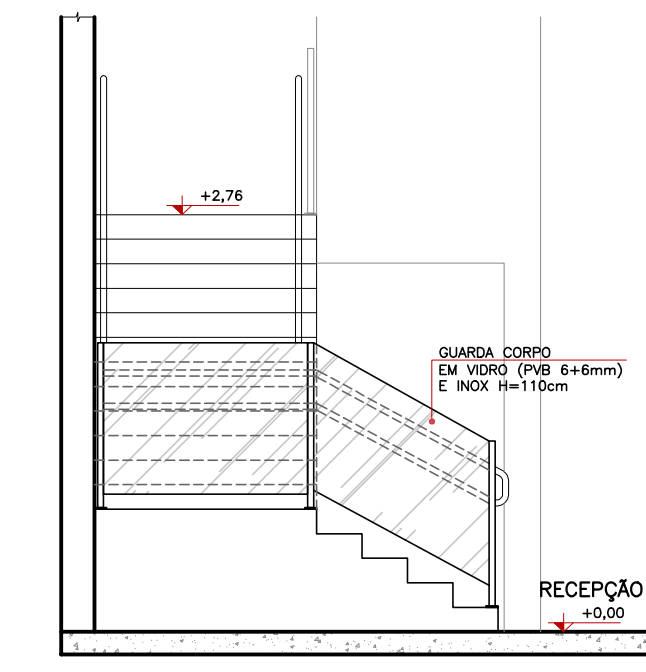 +2,76
GUARDA CORPO
EM VIDRO (PVB 6+6mm)
E INOX H=110cm
RECEPÇÃO
+0,00